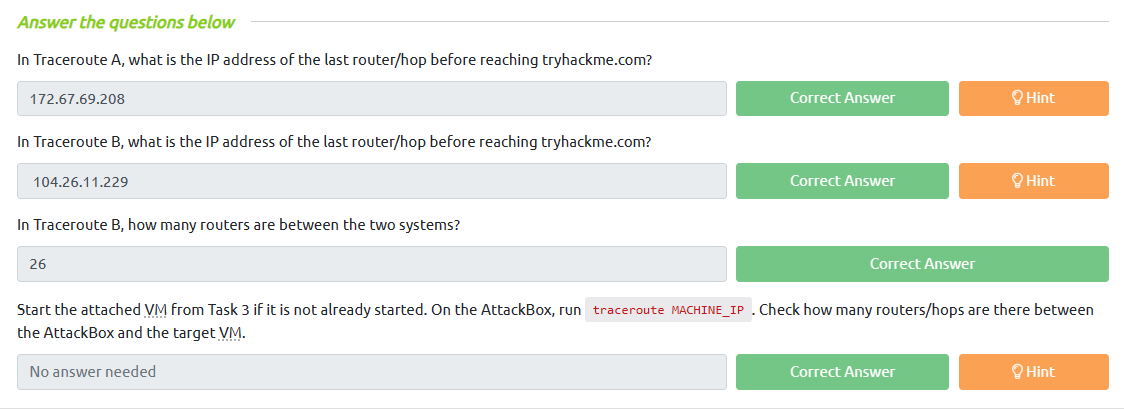 Answer the questions below
In Traceroute A, what is the IP address of the last router/hop before reaching tryhackme.com?
172.67.69.208
Correct Answer
Hint
In Traceroute B, what is the IP address of the last router/hop before reaching tryhackme.com?
104.26.11.229
Correct Answer
Hint
In Traceroute B, how many routers are between the two systems?
26
Correct Answer
Start the attached VM from Task 3 if it is not already started. On the AttackBox, run traceroute MACHINE_IP. Check how many routers/hops are there between
the AttackBox and the target VM.
No answer needed
Correct Answer
Hint